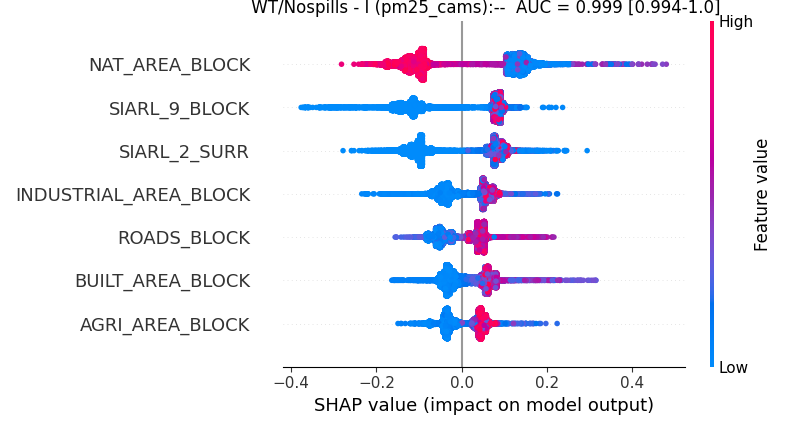 WT/Nospills - I (pm25_cams):-- AUC = 0.999 [0.994-1.0]
High
NAT_AREA_BLOCK
SIARL_9_BLOCK
SIARL_2_SURR
INDUSTRIAL_AREA_BLOCK
ROADS_BLOCK
BUILT_AREA_BLOCK
AGRI_AREA_BLOCK
Feature value
Low
−0.4 −0.2 0.0 0.2 0.4
SHAP value (impact on model output)